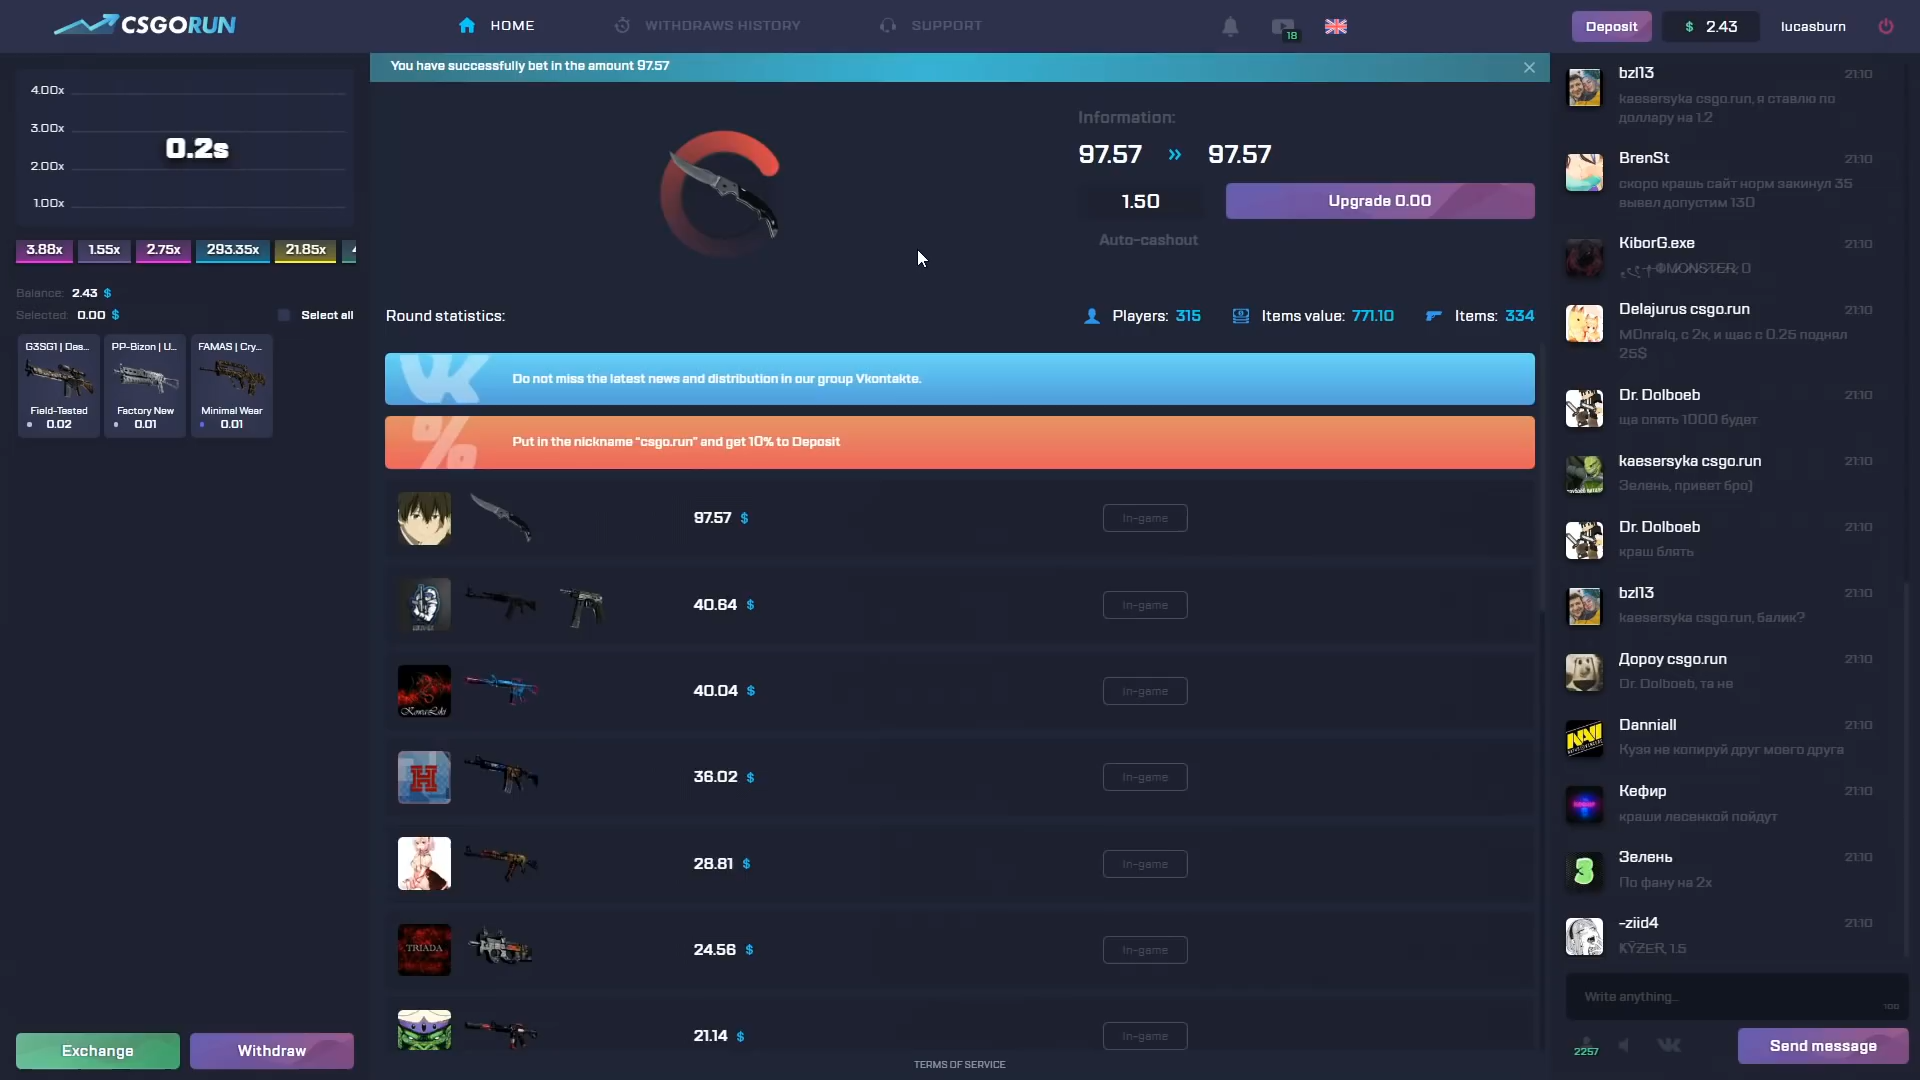 CSGORUN
HOME
WITHDRAWS HISTORY
SUPPORT
18
Deposit
$ 2.43
lucasburn
4.00x
3.00x
2.00x
1.00x
0.2s
3.88x 1.55x 2.75x 293.35x 21.85x
Balance: 2.43 $
Selected: 0.00 $
Select all
G3SG1 | Des...
Field-Tested
0.02
PP-Bizon | U...
Factory New
0.01
FAMAS | Cry...
Minimal Wear
0.01
Exchange
Withdraw
You have successfully bet in the amount 97.57
Information:
97.57 » 97.57
1.50
Upgrade 0.00
Auto-cashout
Round statistics:
Players: 315
Items value: 771.10
Items: 334
Do not miss the latest news and distribution in our group Vkontakte.
%
Put in the nickname "csgo.run" and get 10% to Deposit
97.57 $
In-game
40.64 $
In-game
40.04 $
In-game
36.02 $
In-game
28.81 $
In-game
TRIADA
24.56 $
In-game
21.14 $
In-game
TERMS OF SERVICE
bzl13 21:10
kaesersyka csgo.run, я ставлю по
доллару на 1.2
BrenSt 21:10
скоро крашь сайт норм закинул 35
вывел допустим 130
KiborG.exe 21:10
Delajurus csgo.run 21:10
MDnralq, с 2к, и щас с 0.25 поднял
25$
Dr. Dolboeb 21:10
ща опять 1000 будет
kaesersyka csgo.run 21:10
Зелень, привет бро)
Dr. Dolboeb 21:10
краш блять
bzl13 21:10
kaesersyka csgo.run, балик?
Дороу csgo.run 21:10
Dr. Dolboeb, та не
Danniall 21:10
Кузя не копируй друг моего друга
Кефир 21:10
краши лесенкой пойдут
Зелень 21:10
По фану на 2х
-ziid4 21:10
KŸZER, 1.5
Write anything...
100
2257
Send message